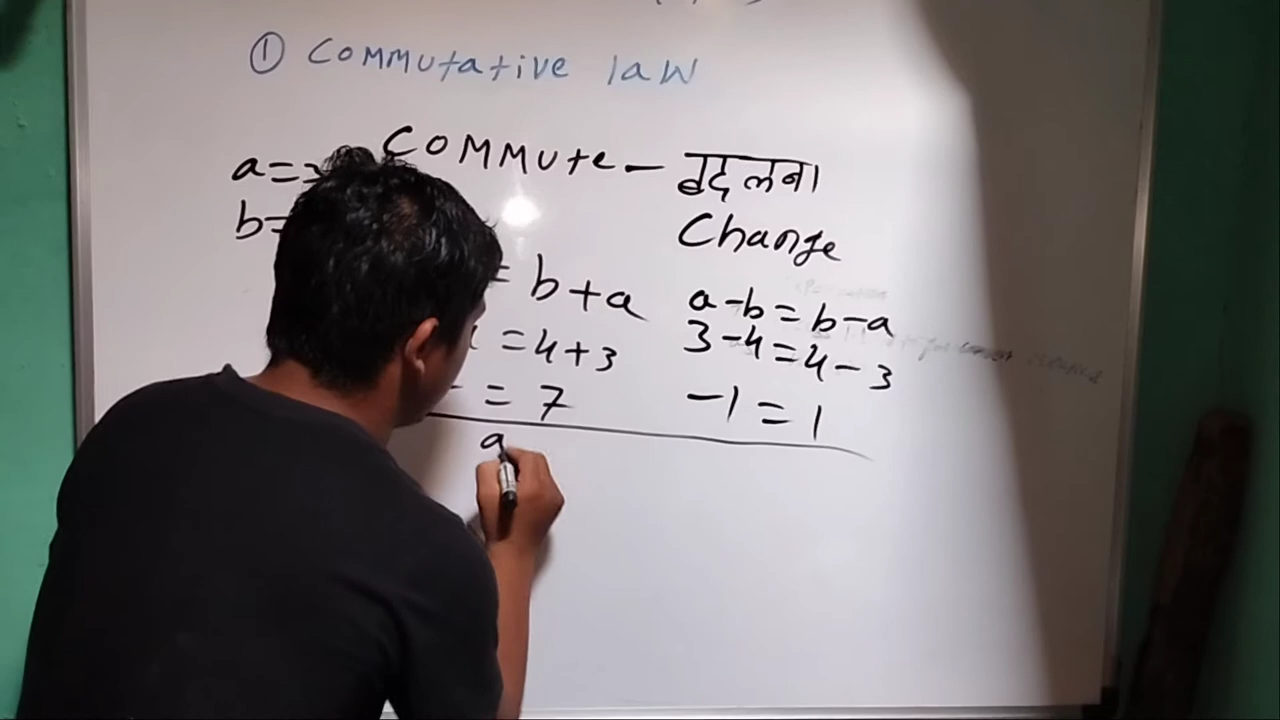 ① Commutative law
a=
Commute – बदलना
b=
Change
= b+a
a-b=b-a
=4+3
3-4=4-3
= 7
-1=1
a